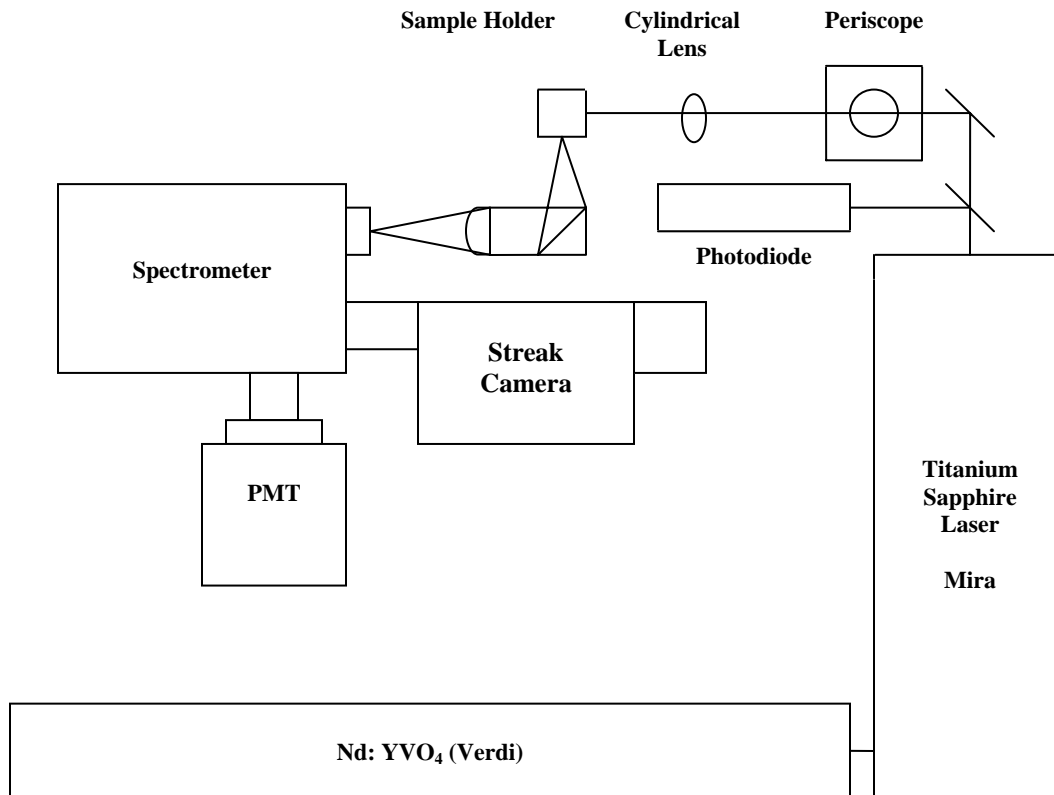 Sample Holder
Cylindrical
Lens
Periscope
Photodiode
Spectrometer
Streak
Camera
PMT
Titanium
Sapphire
Laser
Mira
Nd: YVO₄ (Verdi)